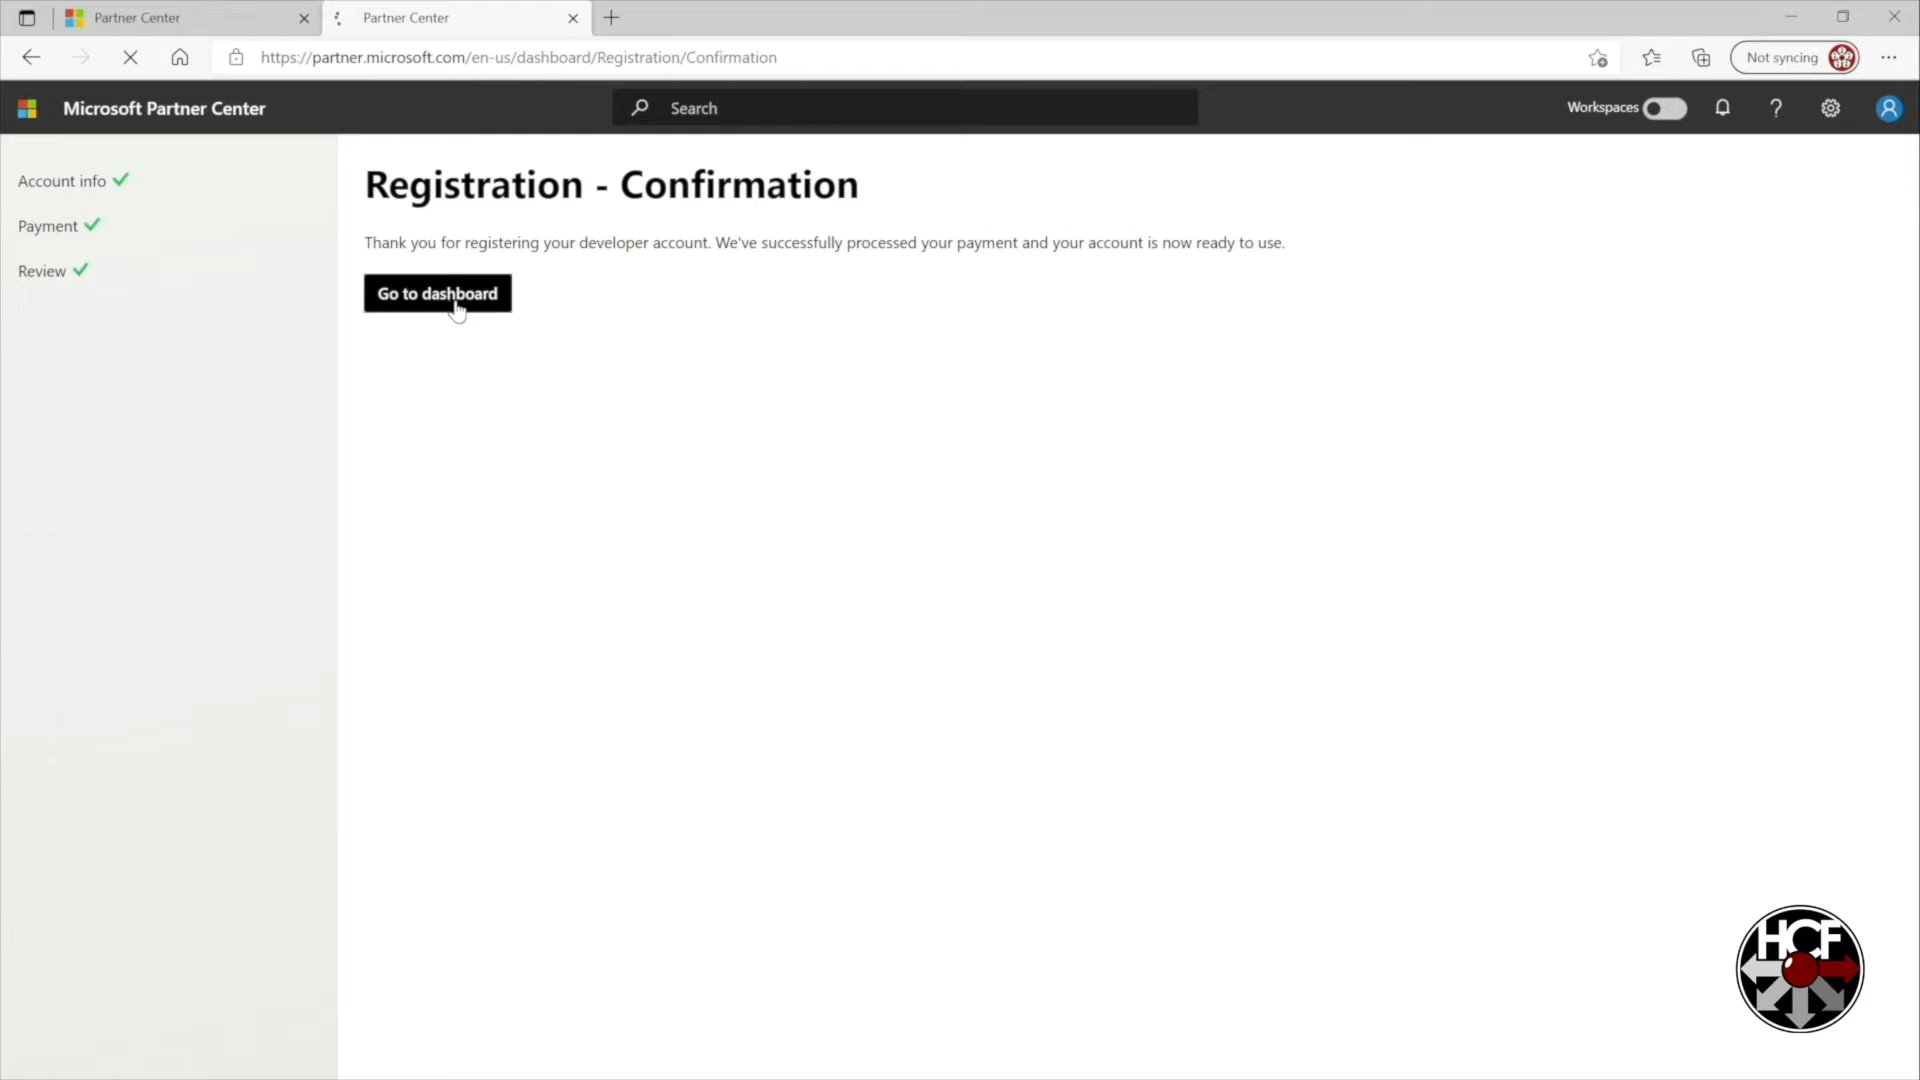 Partner Center
Partner Center
https://partner.microsoft.com/en-us/dashboard/Registration/Confirmation
Not syncing
Microsoft Partner Center
Search
Workspaces
Account info
Payment
Review
Registration - Confirmation
Thank you for registering your developer account. We've successfully processed your payment and your account is now ready to use.
Go to dashboard
HCF